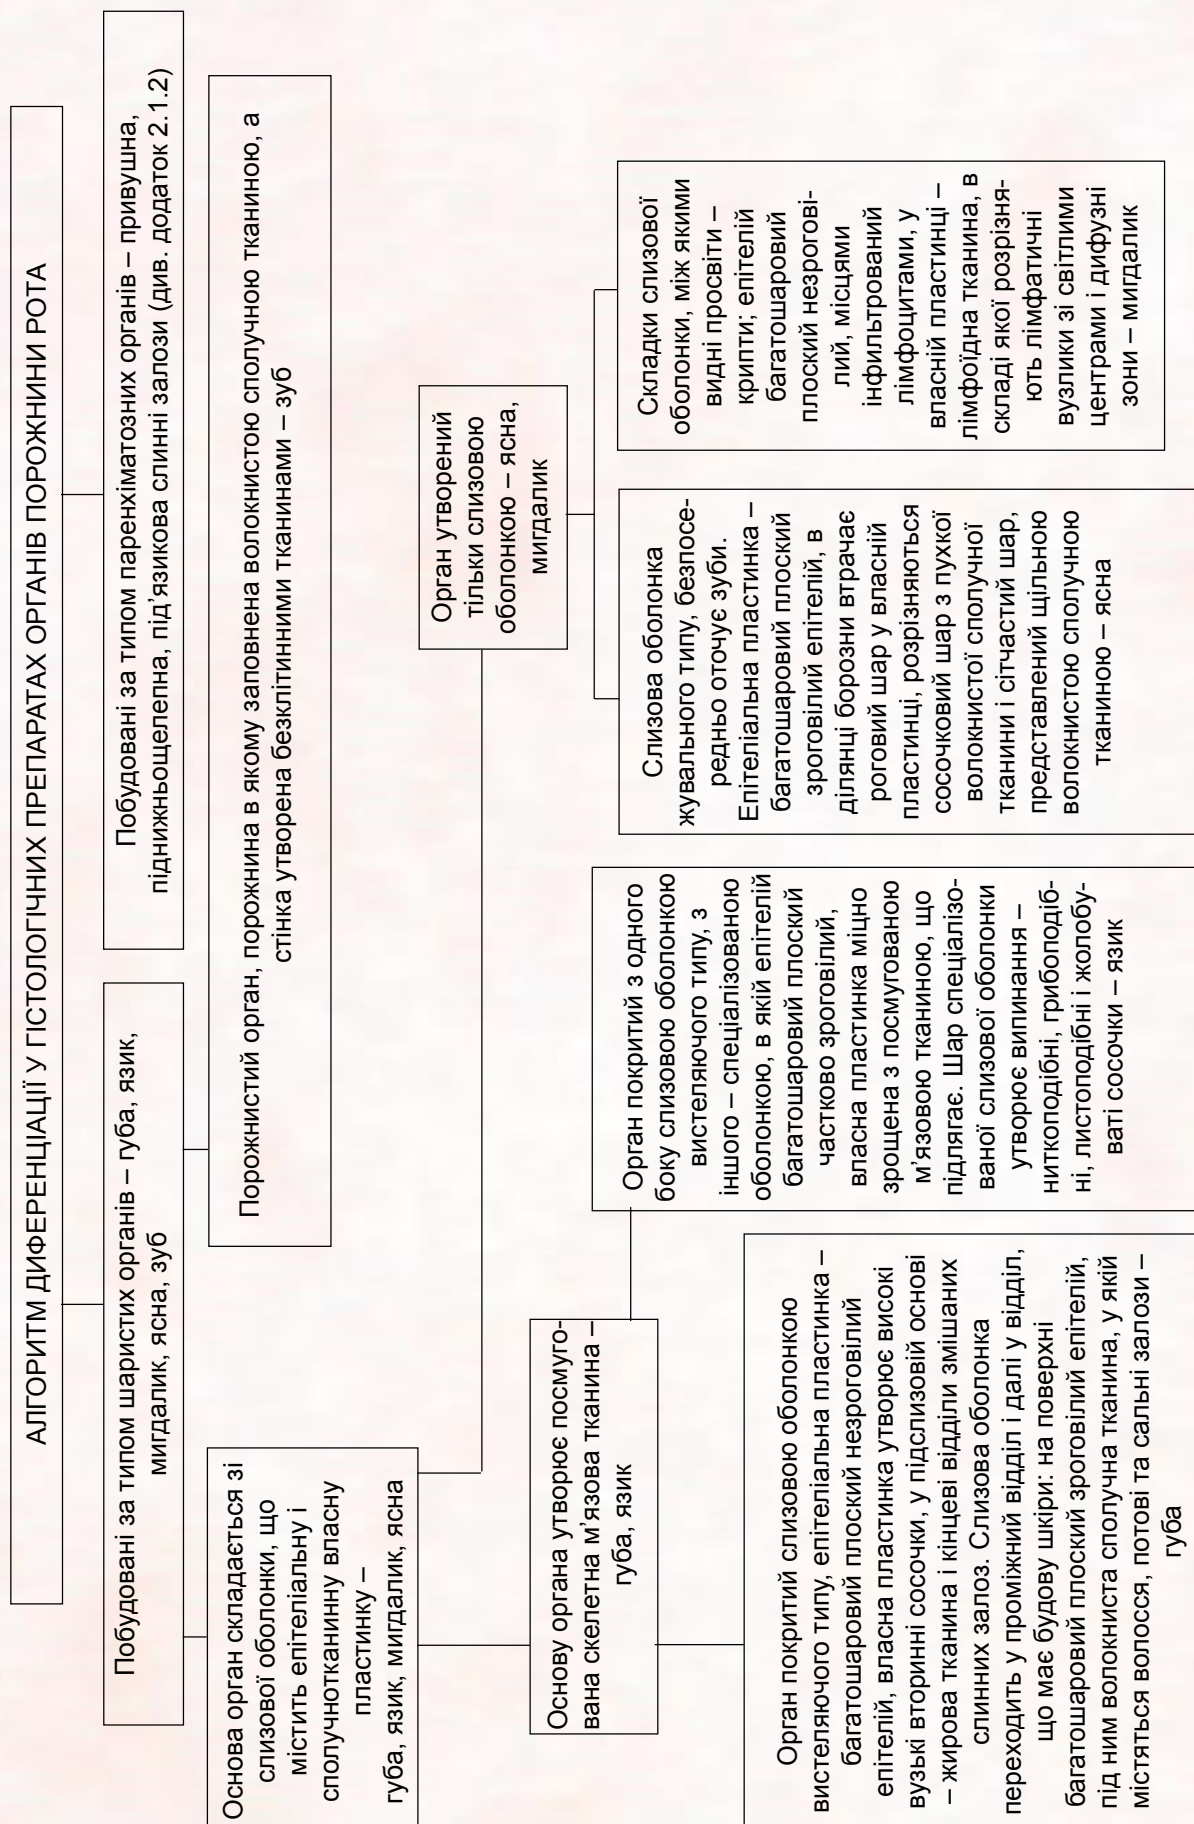 АЛГОРИТМ ДИФЕРЕНЦІАЦІЇ У ГІСТОЛОГІЧНИХ ПРЕПАРАТАХ ОРГАНІВ ПОРОЖНИНИ РОТА
Побудовані за типом шаристих органів – губа, язик,
мигдалик, ясна, зуб
Побудовані за типом паренхіматозних органів – привушна,
піднижньощелепна, під’язикова слинні залози (див. додаток 2.1.2)
Основа орган складається зі
слизової оболонки, що
містить епітеліальну і
сполучнотканинну власну
пластинку –
губа, язик, мигдалик, ясна
Порожнистий орган, порожнина в якому заповнена волокнистою сполучною тканиною, а
стінка утворена безклітинними тканинами – зуб
Основу органа утворює посмуго-
вана скелетна м’язова тканина –
губа, язик
Орган утворений
тільки слизовою
оболонкою – ясна,
мигдалик
Орган покритий слизовою оболонкою
вистеляючого типу, епітеліальна пластинка –
багатошаровий плоский незроговілий
епітелій, власна пластинка утворює високі
вузькі вторинні сосочки, у підслизовій основі
– жирова тканина і кінцеві відділи змішаних
слинних залоз. Слизова оболонка
переходить у проміжний відділ і далі у відділ,
що має будову шкіри: на поверхні
багатошаровий плоский зроговілий епітелій,
під ним волокниста сполучна тканина, у якій
містяться волосся, потові та сальні залози –
губа
Орган покритий з одного
боку слизовою оболонкою
вистеляючого типу, з
іншого – спеціалізованою
оболонкою, в якій епітелій
багатошаровий плоский
частково зроговілий,
власна пластинка міцно
зрощена з посмугованою
м’язовою тканиною, що
підлягає. Шар спеціалізо-
ваної слизової оболонки
утворює випинання –
ниткоподібні, грибоподіб-
ні, листоподібні і жолобу-
ваті сосочки – язик
Слизова оболонка
жувального типу, безпосе-
редньо оточує зуби.
Епітеліальна пластинка –
багатошаровий плоский
зроговілий епітелій, в
ділянці борозни втрачає
роговий шар у власній
пластинці, розрізняються
сосочковий шар з пухкої
волокнистої сполучної
тканини і сітчастий шар,
представлений щільною
волокнистою сполучною
тканиною – ясна
Складки слизової
оболонки, між якими
видні просвіти –
крипти; епітелій
багатошаровий
плоский незрогові-
лий, місцями
інфильтрований
лімфоцитами, у
власній пластинці –
лімфоїдна тканина, в
складі якої розрізня-
ють лімфатичні
вузлики зі світлими
центрами і дифузні
зони – мигдалик